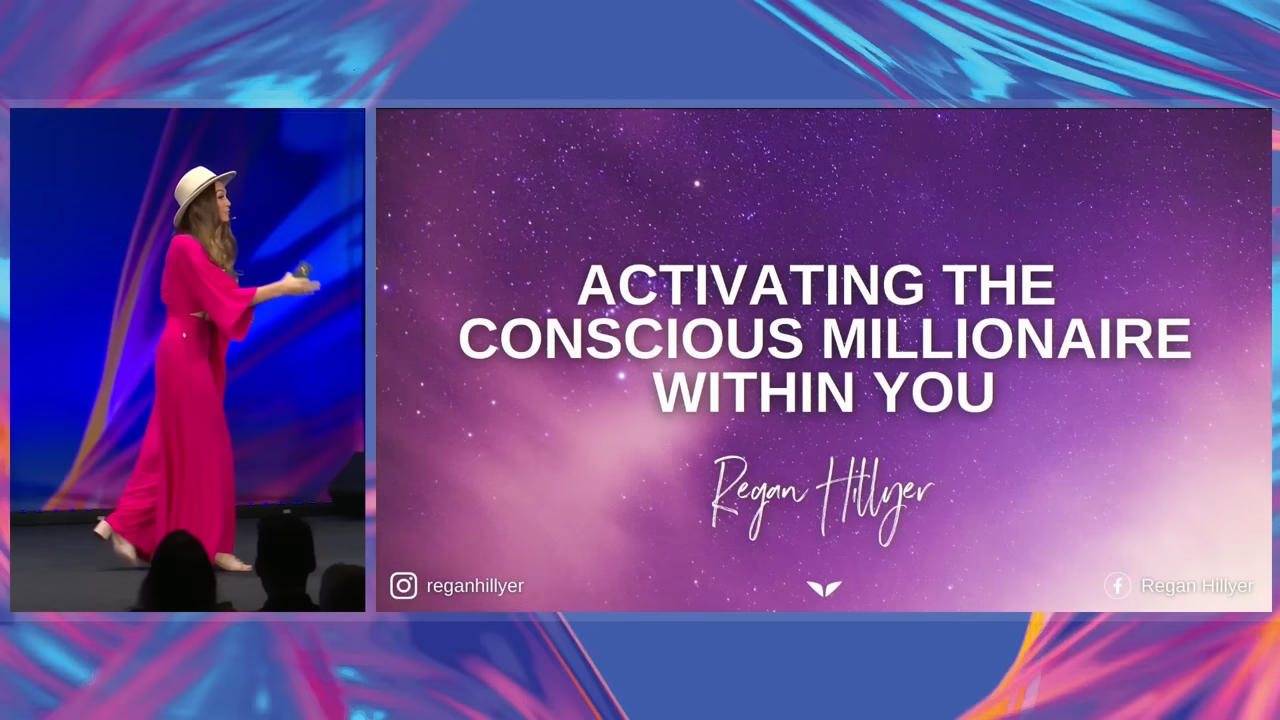 ACTIVATING THE
CONSCIOUS MILLIONAIRE
WITHIN YOU
Regan Hillyer
reganhillyer
Regan Hillyer